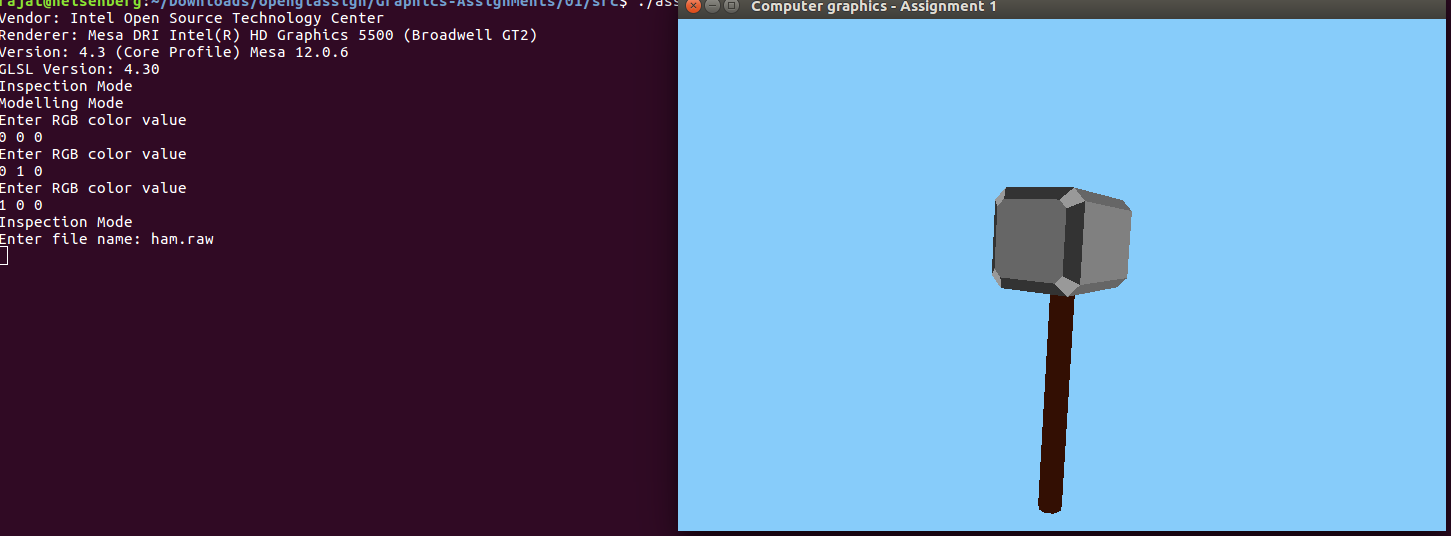 rajat@heisenberg:~/Downloads/openglassign/Graphics-Assignments/01/src$ ./ass
Vendor: Intel Open Source Technology Center
Renderer: Mesa DRI Intel(R) HD Graphics 5500 (Broadwell GT2)
Version: 4.3 (Core Profile) Mesa 12.0.6
GLSL Version: 4.30
Inspection Mode
Modelling Mode
Enter RGB color value
0 0 0
Enter RGB color value
0 1 0
Enter RGB color value
1 0 0
Inspection Mode
Enter file name: ham.raw
Computer graphics - Assignment 1